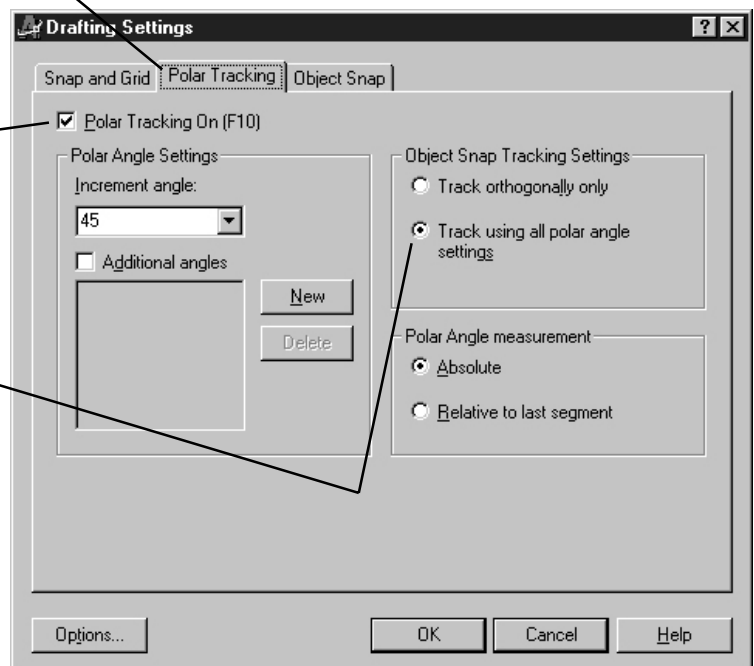 Drafting Settings
Snap and Grid
Polar Tracking
Object Snap
Polar Tracking On (F10)
Polar Angle Settings
Increment angle:
45
Additional angles
New
Delete
Object Snap Tracking Settings
Track orthogonally only
Track using all polar angle
settings
Polar Angle measurement
Absolute
Relative to last segment
Options...
OK
Cancel
Help